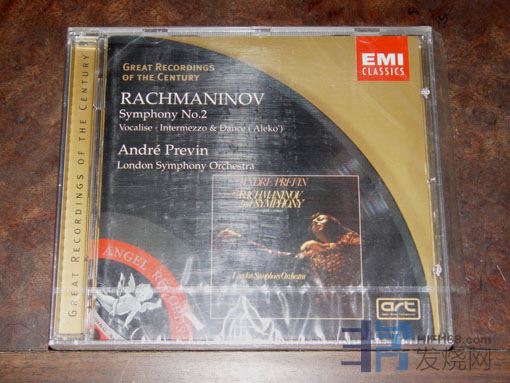 GREAT RECORDINGS OF THE CENTURY
GREAT RECORDINGS
OF THE CENTURY
EMI
CLASSICS
RACHMANINOV
Symphony No.2
Vocalise · Intermezzo & Dance ('Aleko')
André Previn
London Symphony Orchestra
ANDRE PREVIN
RACHMANINOV
2nd SYMPHONY
London Symphony Orchestra
ANGEL RECORDS
art
HIFI168.com
发烧网